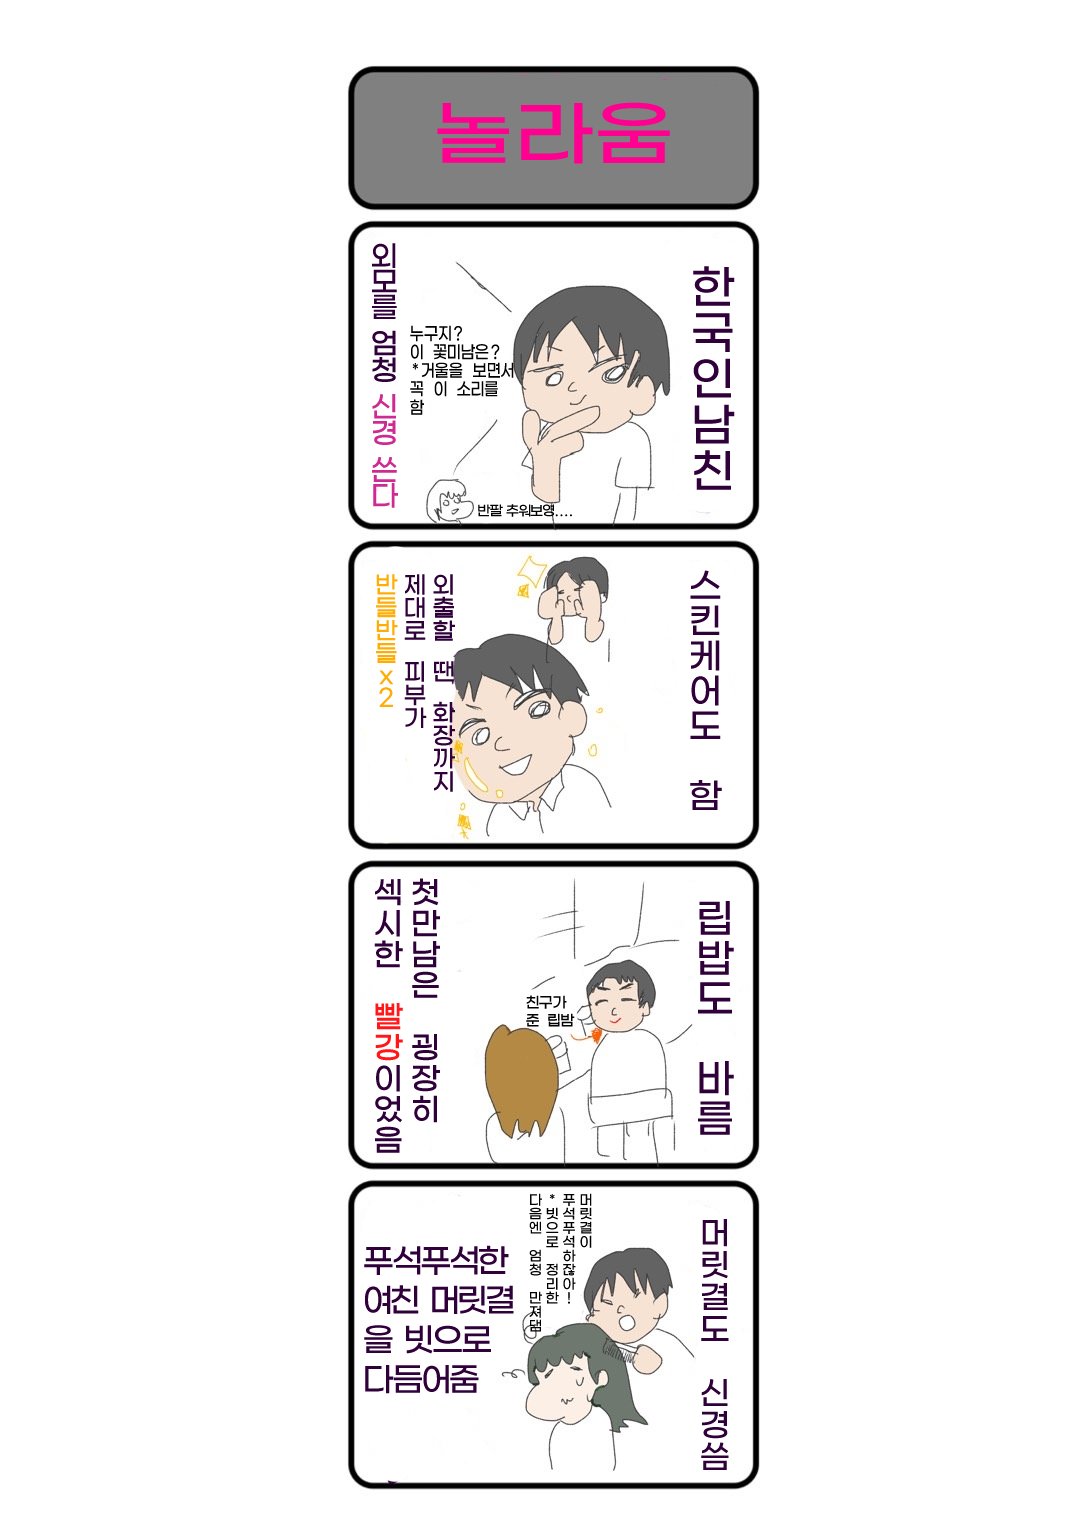 놀라움
한국인남친
누구지?
이 꽃미남은?
*거울을 보면서
꼭 이 소리를
함
외모를 엄청 신경 쓴다
반팔 추워보영....
스킨케어도 함
외출할 땐 화장까지
제대로 피부가
반들반들x2
립밥도 바름
친구가
준 립밤
첫만남은 굉장히
섹시한 빨강이었음
머릿결도 신경씀
머릿결이
푸석푸석하잖아!
*빗으로 정리한
다음엔 엄청 만져댐
푸석푸석한
여친 머릿결
을 빗으로
다듬어줌